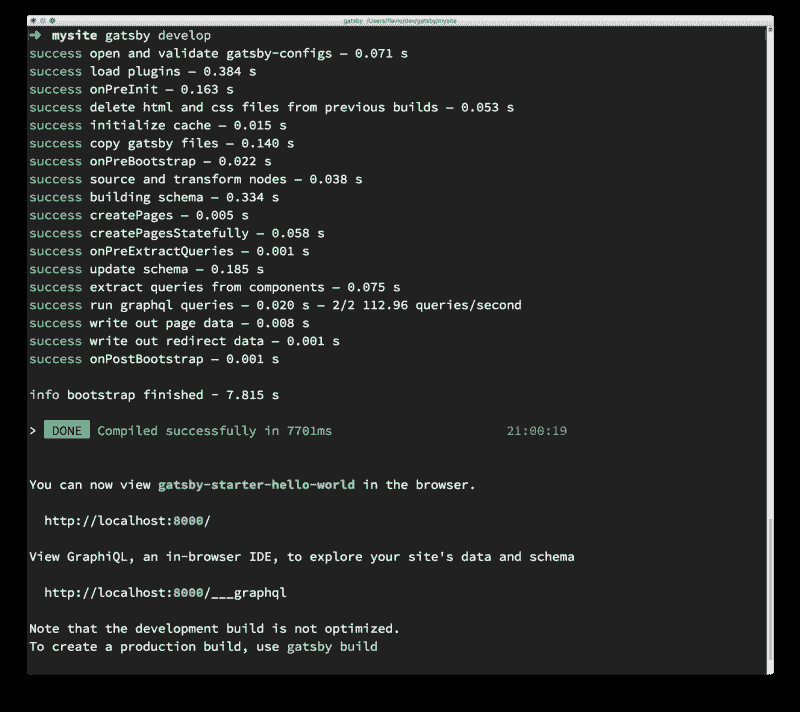 gatsby /Users/flavio/dev/gatsby/mysite
➜ mysite gatsby develop
success open and validate gatsby-configs — 0.071 s
success load plugins — 0.384 s
success onPreInit — 0.163 s
success delete html and css files from previous builds — 0.053 s
success initialize cache — 0.015 s
success copy gatsby files — 0.140 s
success onPreBootstrap — 0.022 s
success source and transform nodes — 0.038 s
success building schema — 0.334 s
success createPages — 0.005 s
success createPagesStatefully — 0.058 s
success onPreExtractQueries — 0.001 s
success update schema — 0.185 s
success extract queries from components — 0.075 s
success run graphql queries — 0.020 s — 2/2 112.96 queries/second
success write out page data — 0.008 s
success write out redirect data — 0.001 s
success onPostBootstrap — 0.001 s
info bootstrap finished - 7.815 s
> DONE Compiled successfully in 7701ms 21:00:19
You can now view gatsby-starter-hello-world in the browser.
http://localhost:8000/
View GraphiQL, an in-browser IDE, to explore your site's data and schema
http://localhost:8000/___graphql
Note that the development build is not optimized.
To create a production build, use gatsby build